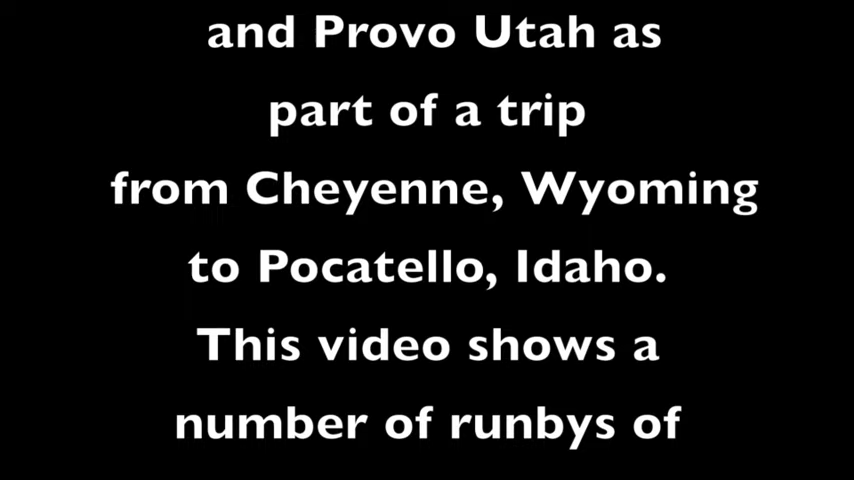 and Provo Utah as
part of a trip
from Cheyenne, Wyoming
to Pocatello, Idaho.
This video shows a
number of runbys of